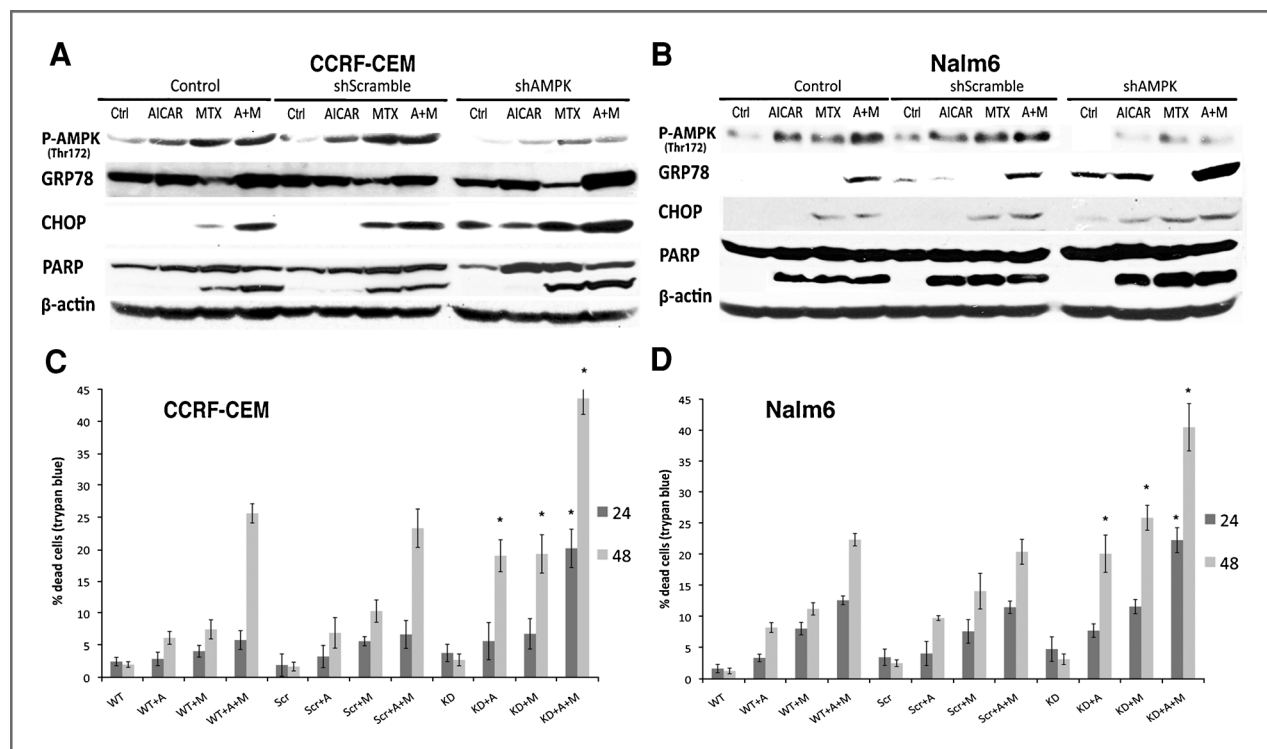 A
CCRF-CEM
Control shScramble shAMPK
Ctrl AICAR MTX A+M Ctrl AICAR MTX A+M Ctrl AICAR MTX A+M
P-AMPK
(Thr172)
GRP78
CHOP
PARP
β-actin
B
Nalm6
Control shScramble shAMPK
Ctrl AICAR MTX A+M Ctrl AICAR MTX A+M Ctrl AICAR MTX A+M
P-AMPK
(Thr172)
GRP78
CHOP
PARP
β-actin
C
CCRF-CEM
% dead cells (trypan blue)
45
40
35
30
25
20
15
10
5
0
* * * *
24
48
WT WT+A WT+M WT+A+M Scr Scr+A Scr+M Scr+A+M KD KD+A KD+M KD+A+M
D
Nalm6
% dead cells (trypan blue)
45
40
35
30
25
20
15
10
5
0
* * * *
24
48
WT WT+A WT+M WT+A+M Scr Scr+A Scr+M Scr+A+M KD KD+A KD+M KD+A+M